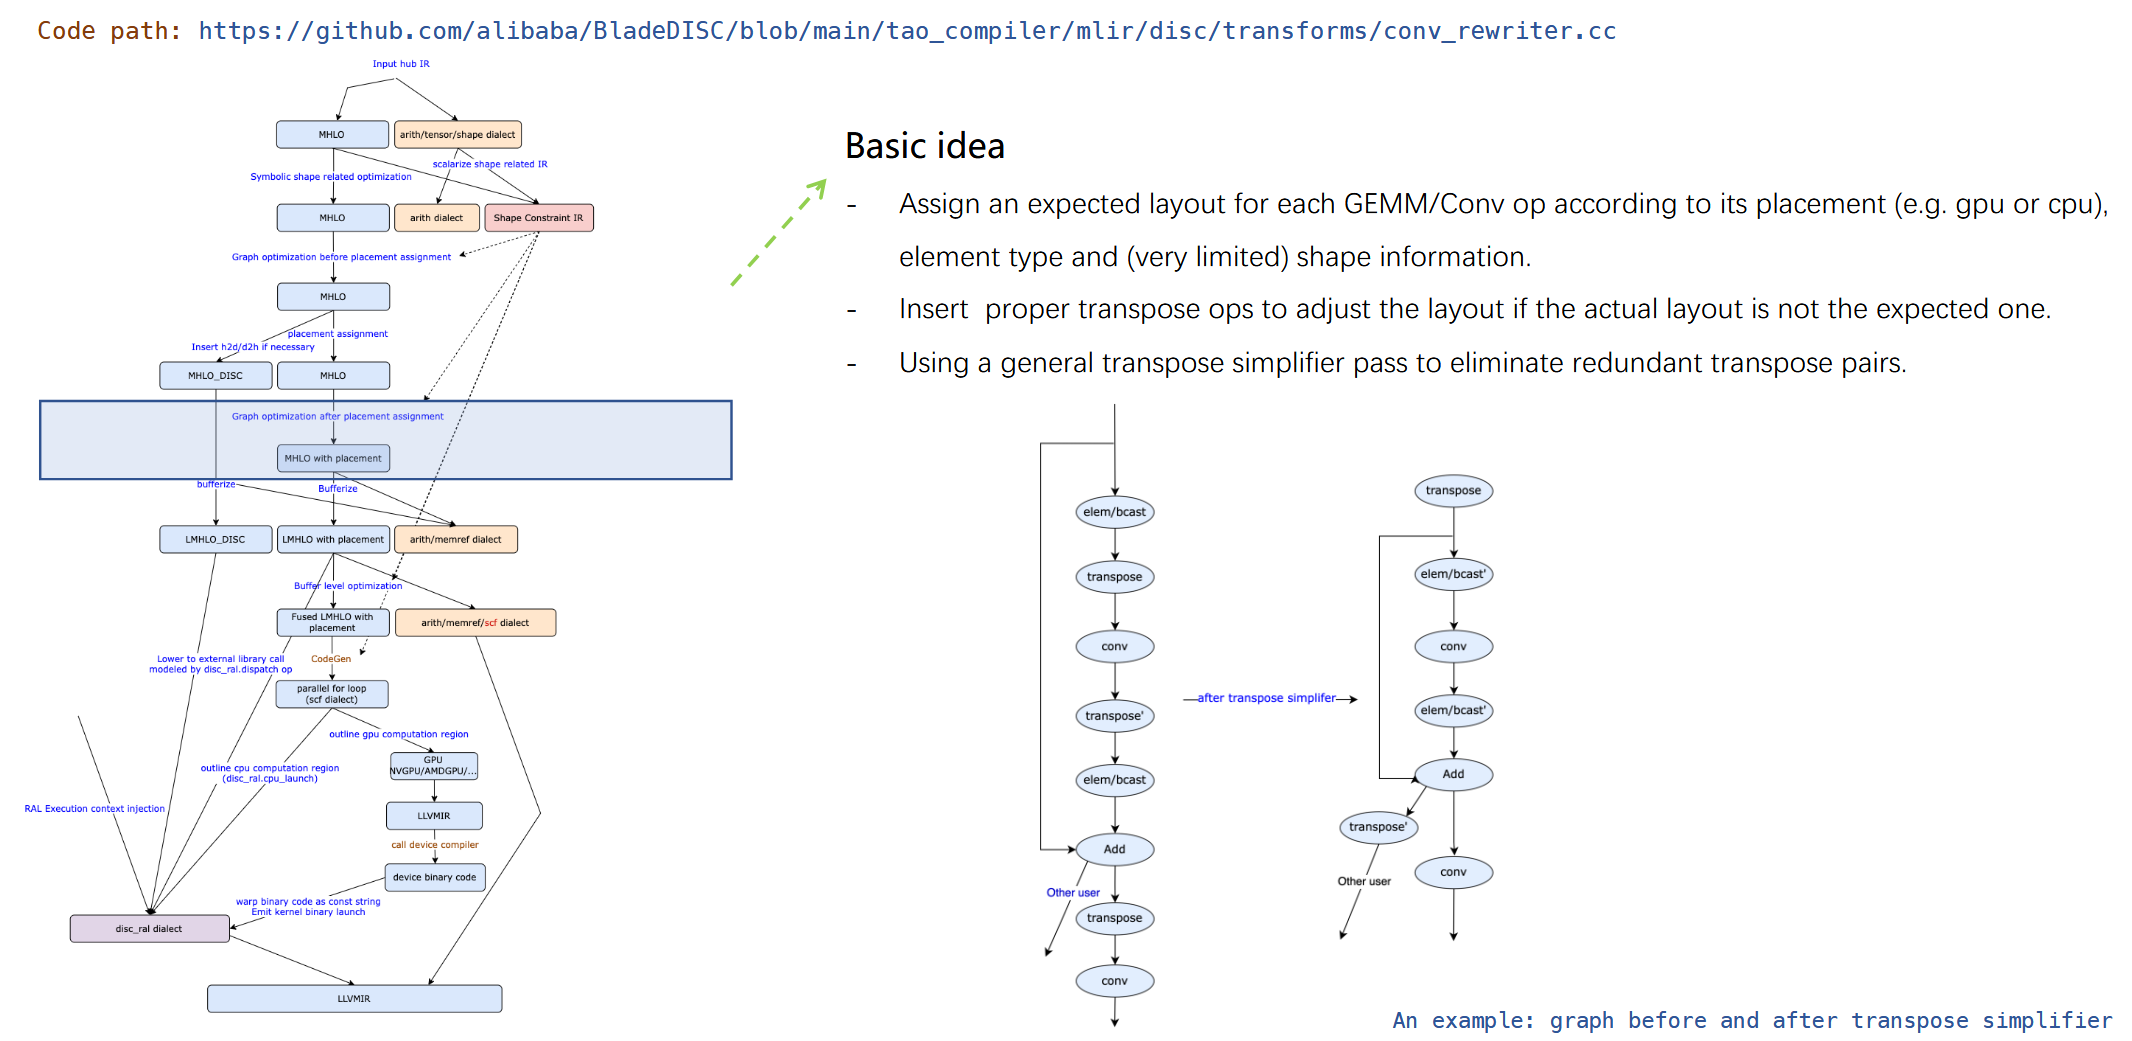 Code path: https://github.com/alibaba/BladeDISC/blob/main/tao_compiler/mlir/disc/transforms/conv_rewriter.cc
Input hub IR
MHLO
arith/tensor/shape dialect
scalarize shape related IR
Symbolic shape related optimization
MHLO
arith dialect
Shape Constraint IR
Graph optimization before placement assignment
MHLO
placement assignment
Insert h2d/d2h if necessary
MHLO_DISC
MHLO
Graph optimization after placement assignment
MHLO with placement
bufferize
Bufferize
LMHLO_DISC
LMHLO with placement
arith/memref dialect
Buffer level optimization
Fused LMHLO with
placement
arith/memref/scf dialect
Lower to external library call
modeled by disc_ral.dispatch op
CodeGen
parallel for loop
(scf dialect)
outline gpu computation region
GPU
NVGPU/AMDGPU/...
outline cpu computation region
(disc_ral.cpu_launch)
RAL Execution context injection
LLVMIR
call device compiler
device binary code
warp binary code as const string
Emit kernel binary launch
disc_ral dialect
LLVMIR
Basic idea
- Assign an expected layout for each GEMM/Conv op according to its placement (e.g. gpu or cpu),
element type and (very limited) shape information.
- Insert  proper transpose ops to adjust the layout if the actual layout is not the expected one.
- Using a general transpose simplifier pass to eliminate redundant transpose pairs.
elem/bcast
transpose
conv
transpose'
elem/bcast
Add
Other user
transpose
conv
after transpose simplifer
transpose
elem/bcast'
conv
elem/bcast'
Add
transpose'
Other user
conv
An example: graph before and after transpose simplifier